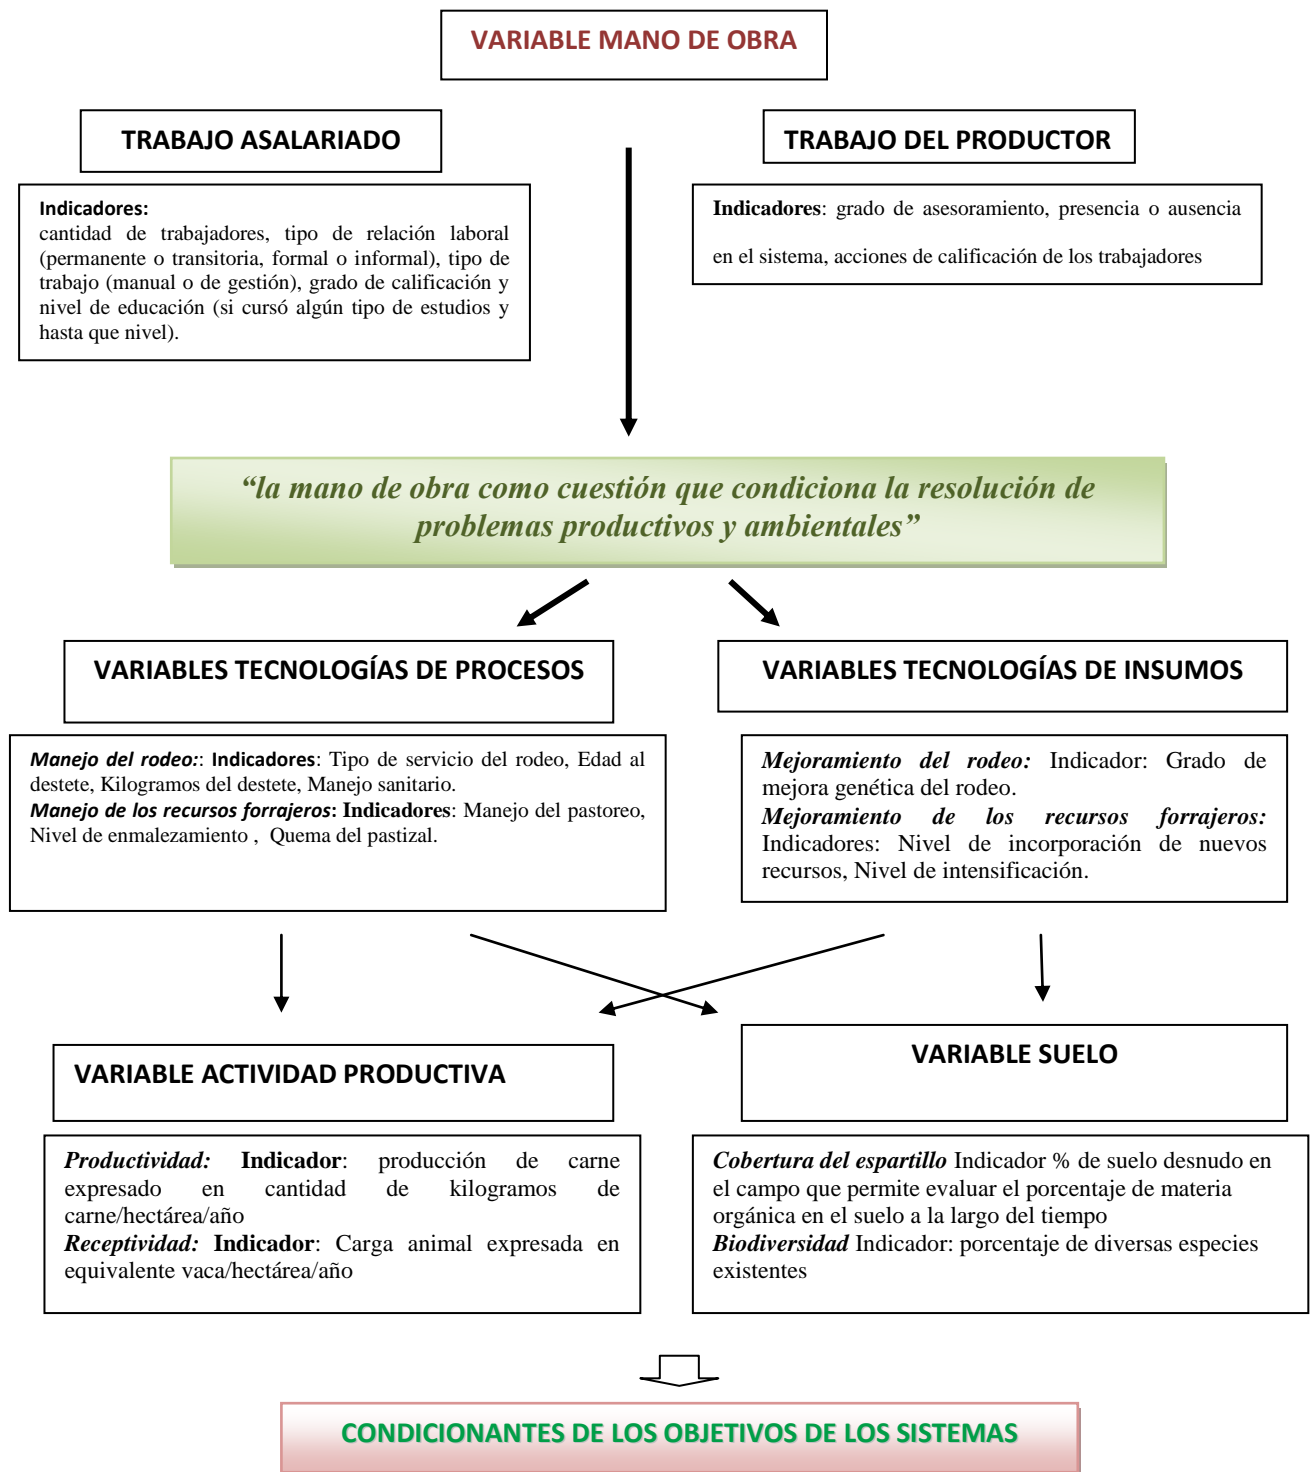 VARIABLE MANO DE OBRA
TRABAJO ASALARIADO
TRABAJO DEL PRODUCTOR
Indicadores:
cantidad de trabajadores, tipo de relación laboral
(permanente o transitoria, formal o informal), tipo de
trabajo (manual o de gestión), grado de calificación y
nivel de educación (si cursó algún tipo de estudios y
hasta que nivel).
Indicadores: grado de asesoramiento, presencia o ausencia
en el sistema, acciones de calificación de los trabajadores
“la mano de obra como cuestión que condiciona la resolución de
problemas productivos y ambientales”
VARIABLES TECNOLOGÍAS DE PROCESOS
VARIABLES TECNOLOGÍAS DE INSUMOS
Manejo del rodeo:: Indicadores: Tipo de servicio del rodeo, Edad al
destete, Kilogramos del destete, Manejo sanitario.
Manejo de los recursos forrajeros: Indicadores: Manejo del pastoreo,
Nivel de enmalezamiento , Quema del pastizal.
Mejoramiento del rodeo: Indicador: Grado de
mejora genética del rodeo.
Mejoramiento de los recursos forrajeros:
Indicadores: Nivel de incorporación de nuevos
recursos, Nivel de intensificación.
VARIABLE ACTIVIDAD PRODUCTIVA
VARIABLE SUELO
Productividad: Indicador: producción de carne
expresado en cantidad de kilogramos de
carne/hectárea/año
Receptividad: Indicador: Carga animal expresada en
equivalente vaca/hectárea/año
Cobertura del espartillo Indicador % de suelo desnudo en
el campo que permite evaluar el porcentaje de materia
orgánica en el suelo a la largo del tiempo
Biodiversidad Indicador: porcentaje de diversas especies
existentes
CONDICIONANTES DE LOS OBJETIVOS DE LOS SISTEMAS